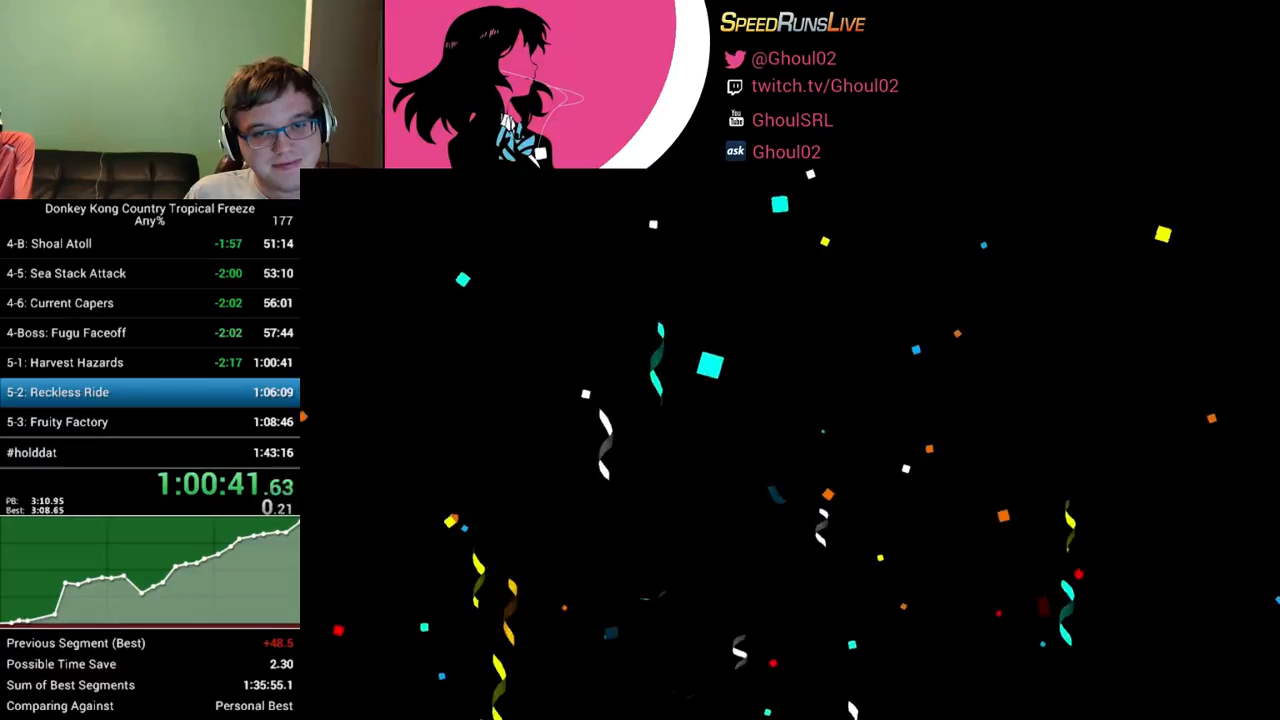 SPEEDRUNSLIVE
@Ghoul02
twitch.tv/Ghoul02
You Tube GhoulSRL
ask Ghoul02
Donkey Kong Country Tropical Freeze
Any% 177
4-B: Shoal Atoll -1:57 51:14
4-5: Sea Stack Attack -2:00 53:10
4-6: Current Capers -2:02 56:01
4-Boss: Fugu Faceoff -2:02 57:44
5-1: Harvest Hazards -2:17 1:00:41
5-2: Reckless Ride 1:06:09
5-3: Fruity Factory 1:08:46
#holddat 1:43:16
1:00:41.63
PB: 3:10.95
Best: 3:08.65 0.21
Previous Segment (Best) +48.5
Possible Time Save 2.30
Sum of Best Segments 1:35:55.1
Comparing Against Personal Best